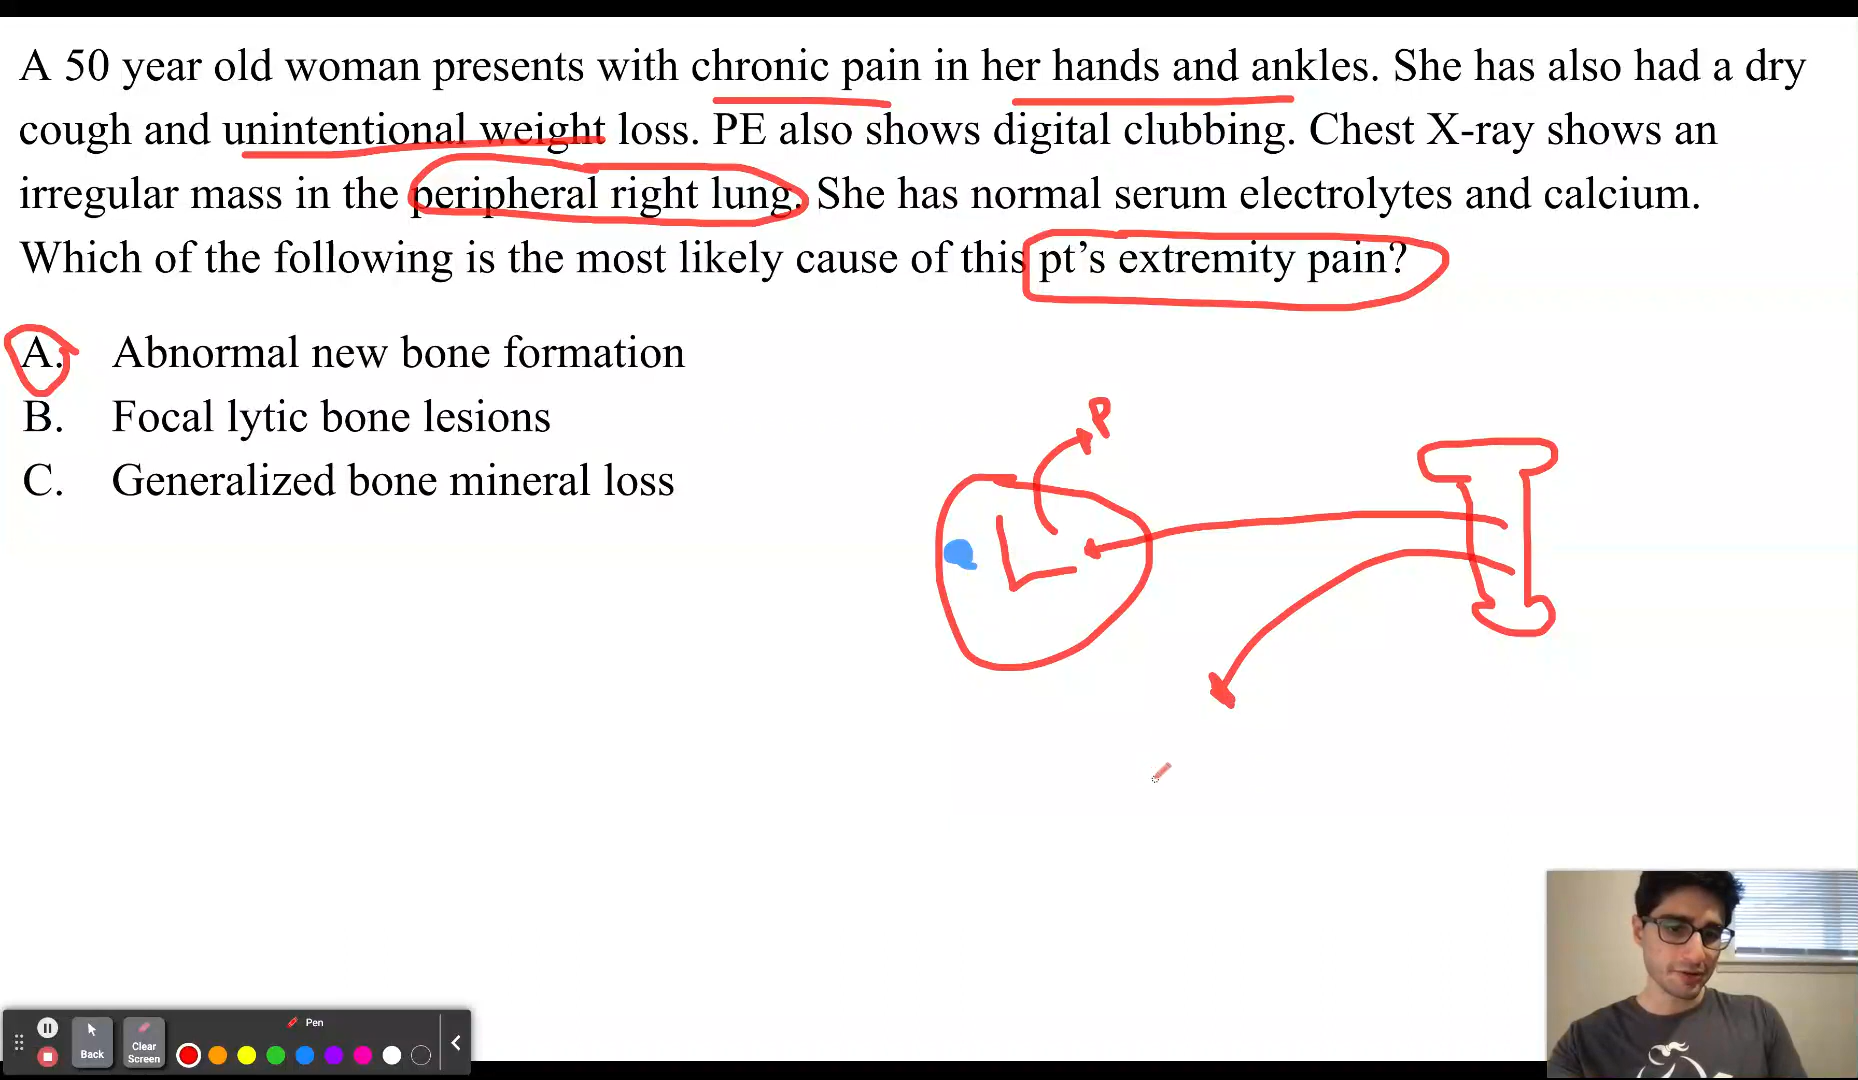 A 50 year old woman presents with chronic pain in her hands and ankles. She has also had a dry
cough and unintentional weight loss. PE also shows digital clubbing. Chest X-ray shows an
irregular mass in the peripheral right lung. She has normal serum electrolytes and calcium.
Which of the following is the most likely cause of this pt's extremity pain?
A. Abnormal new bone formation
B. Focal lytic bone lesions
C. Generalized bone mineral loss
P
L
Pen
Back
Clear
Screen